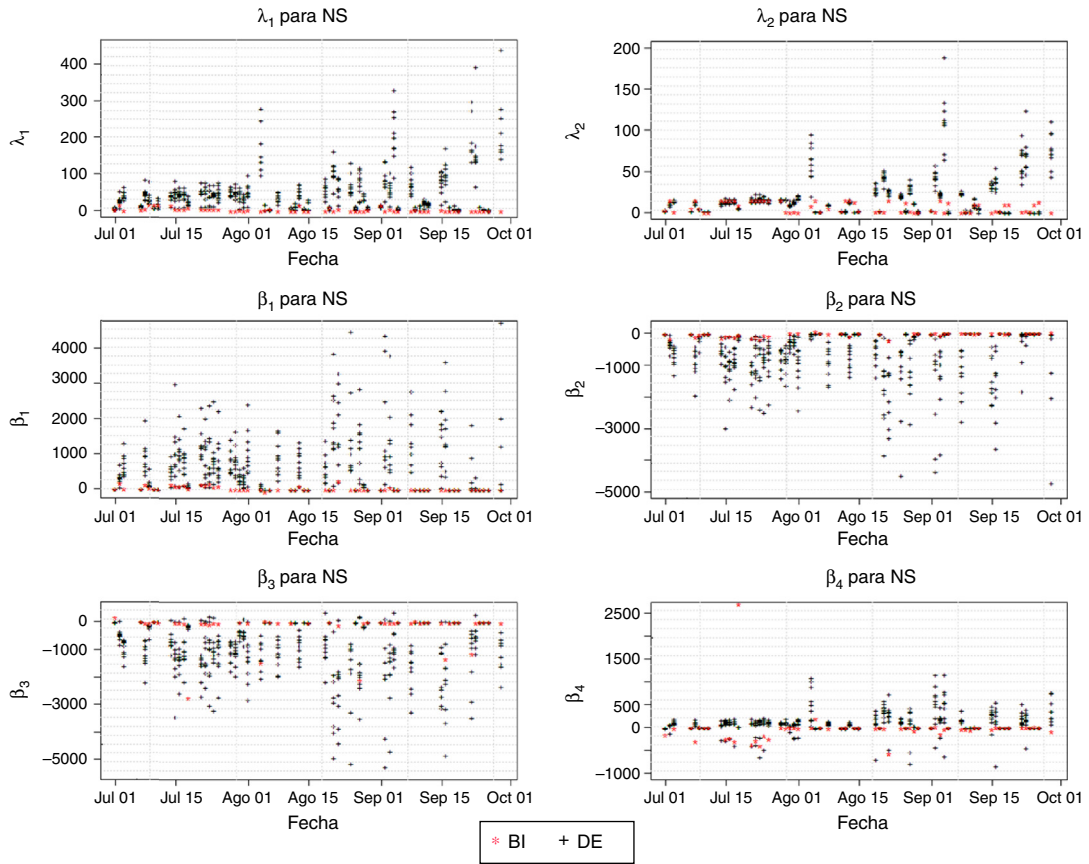 λ1 para NS
λ1
400
300
200
100
0
Jul 01 Jul 15 Ago 01 Ago 15 Sep 01 Sep 15 Oct 01
Fecha
λ2 para NS
λ2
200
150
100
50
0
Jul 01 Jul 15 Ago 01 Ago 15 Sep 01 Sep 15 Oct 01
Fecha
β1 para NS
β1
4000
3000
2000
1000
0
Jul 01 Jul 15 Ago 01 Ago 15 Sep 01 Sep 15 Oct 01
Fecha
β2 para NS
β2
0
−1000
−3000
−5000
Jul 01 Jul 15 Ago 01 Ago 15 Sep 01 Sep 15 Oct 01
Fecha
β3 para NS
β3
0
−1000
−3000
−5000
Jul 01 Jul 15 Ago 01 Ago 15 Sep 01 Sep 15 Oct 01
Fecha
β4 para NS
β4
2500
1500
500
0
−1000
Jul 01 Jul 15 Ago 01 Ago 15 Sep 01 Sep 15 Oct 01
Fecha
* BI + DE